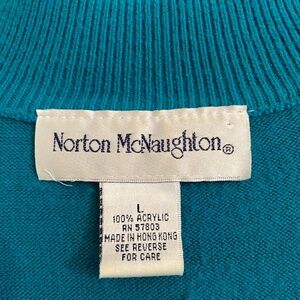 Norton McNaughton®
L
100% ACRYLIC
RN 57803
MADE IN HONG KONG
SEE REVERSE
FOR CARE